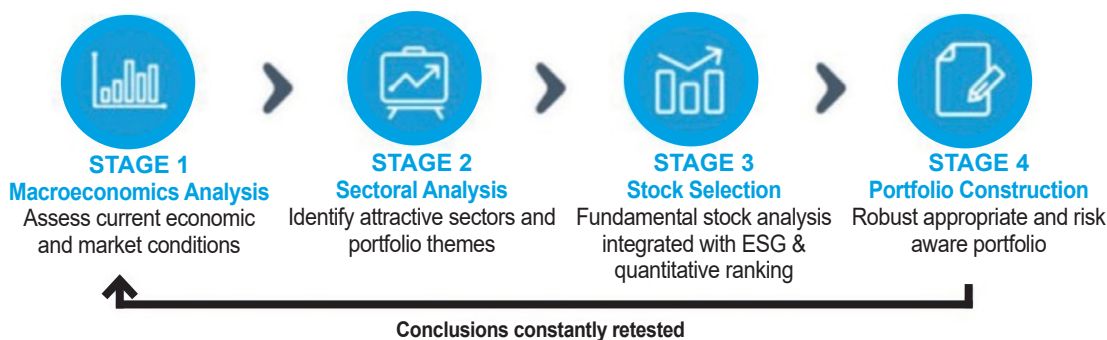 STAGE 1
Macroeconomics Analysis
Assess current economic
and market conditions
STAGE 2
Sectoral Analysis
Identify attractive sectors and
portfolio themes
STAGE 3
Stock Selection
Fundamental stock analysis
integrated with ESG &
quantitative ranking
STAGE 4
Portfolio Construction
Robust appropriate and risk
aware portfolio
Conclusions constantly retested